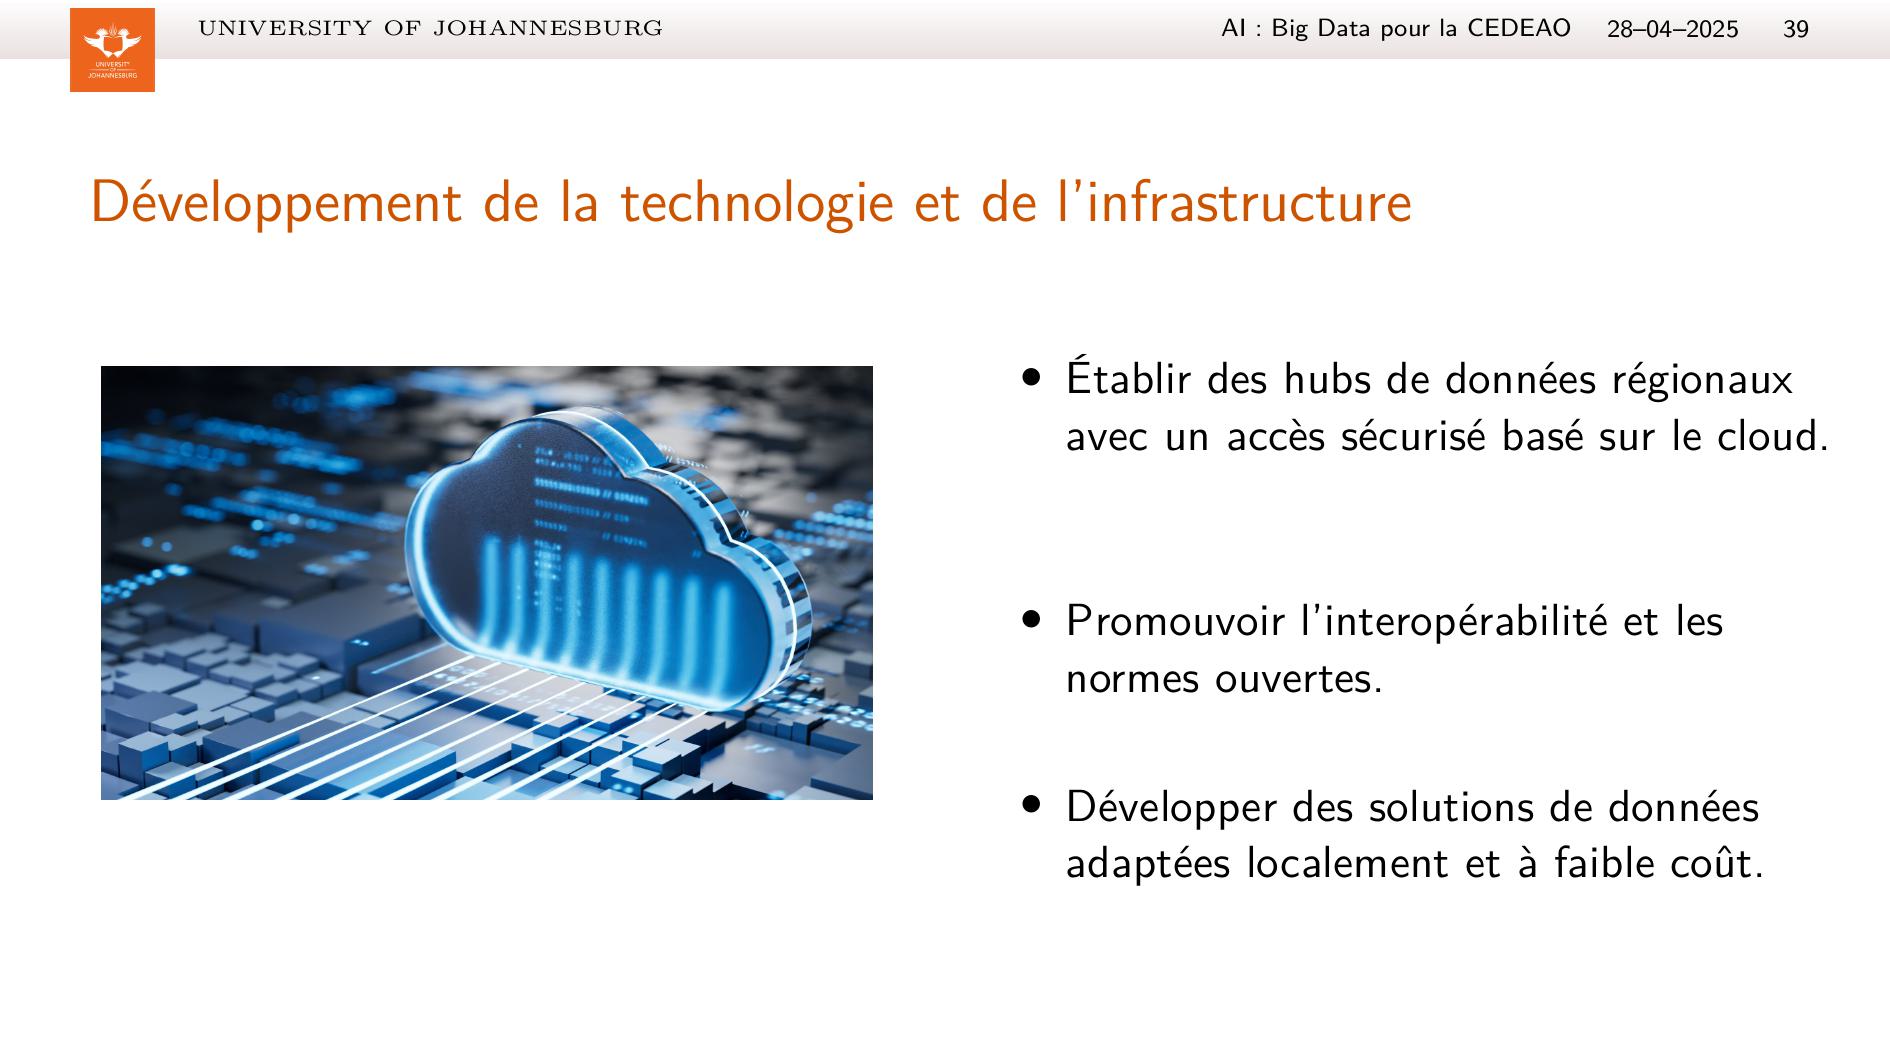 UNIVERSITY OF JOHANNESBURG
AI : Big Data pour la CEDEAO 28–04–2025 39
UNIVERSITY
OF
JOHANNESBURG
Développement de la technologie et de l'infrastructure
• Établir des hubs de données régionaux
avec un accès sécurisé basé sur le cloud.
• Promouvoir l'interopérabilité et les
normes ouvertes.
• Développer des solutions de données
adaptées localement et à faible coût.